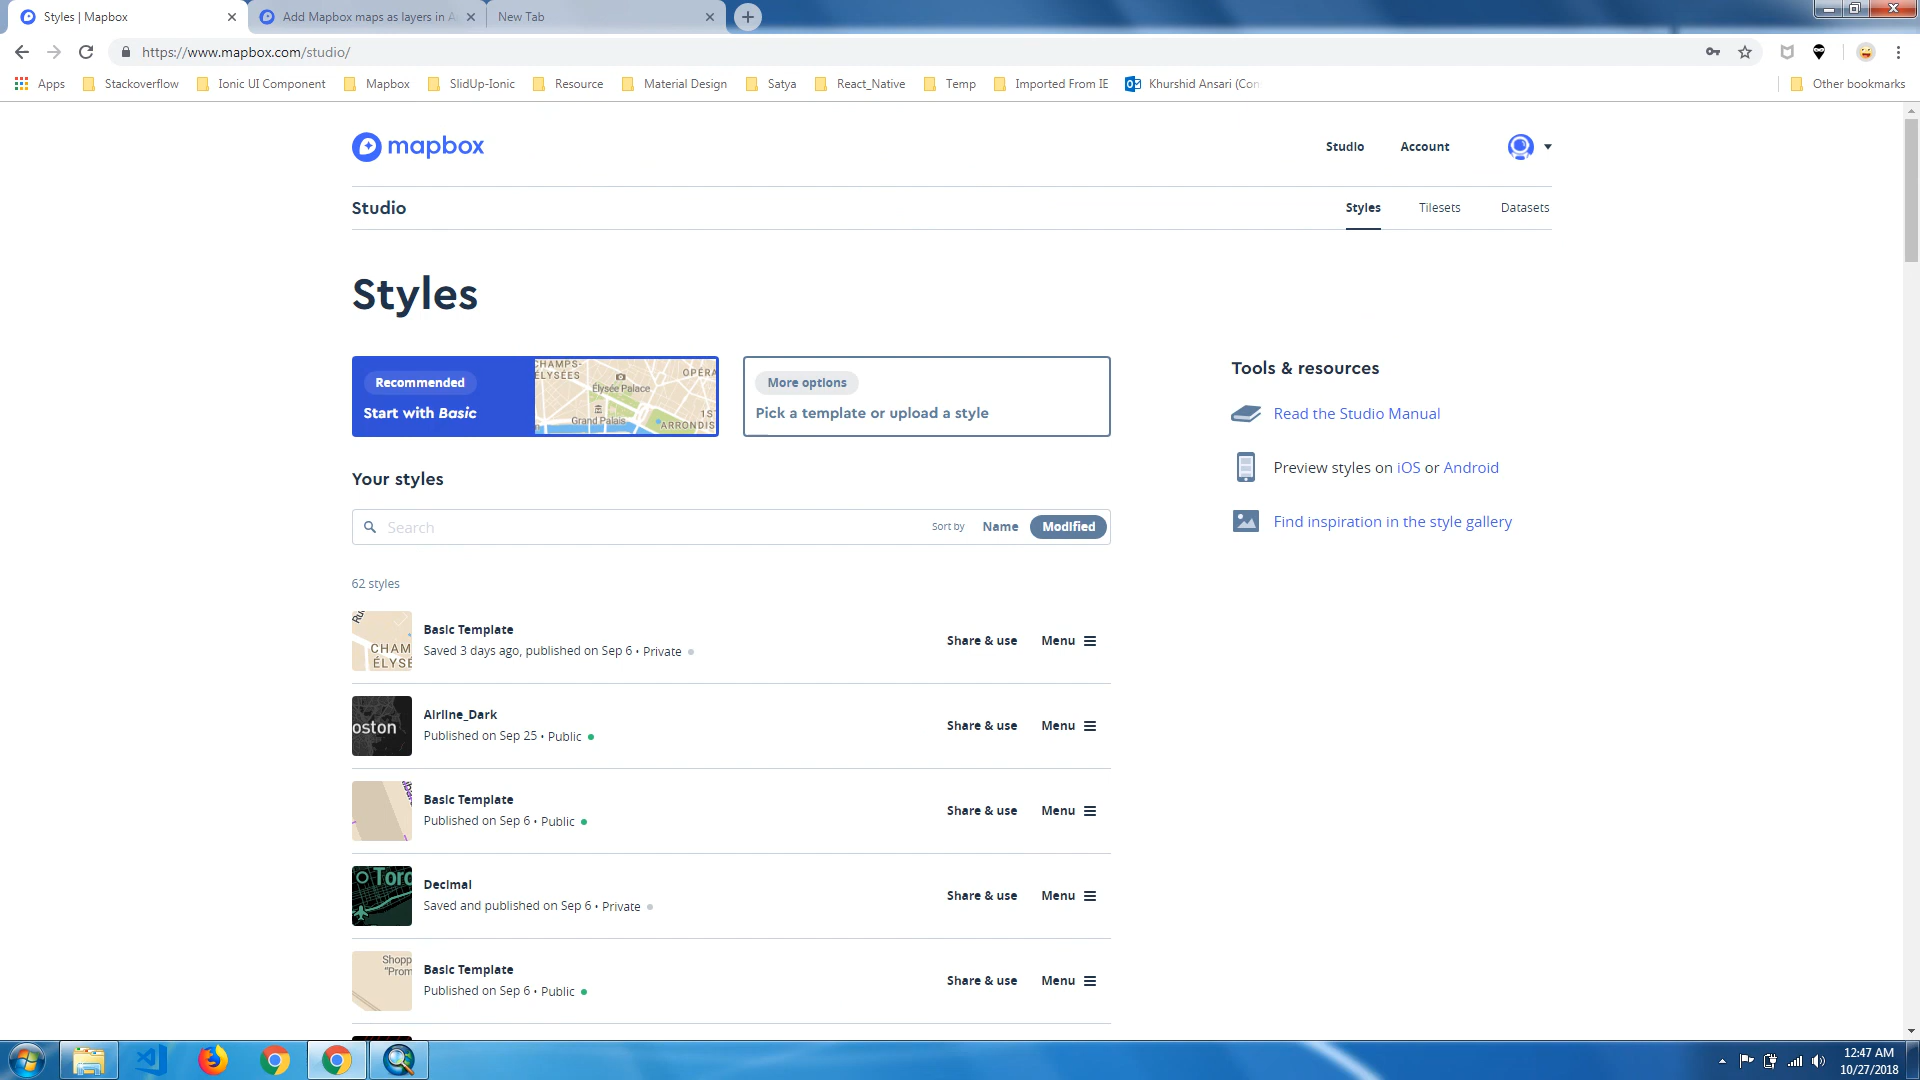 Styles | Mapbox
Add Mapbox maps as layers in A
New Tab
https://www.mapbox.com/studio/
Apps
Stackoverflow
Ionic UI Component
Mapbox
SlidUp-Ionic
Resource
Material Design
Satya
React_Native
Temp
Imported From IE
Khurshid Ansari (Con
Other bookmarks
mapbox
Studio
Account
Studio
Styles
Tilesets
Datasets
Styles
Recommended
Start with Basic
CHAMPS-
ÉLYSÉES
OPÉRA
Élysée Palace
Grand Palais
1S
ARRONDIS
More options
Pick a template or upload a style
Tools & resources
Read the Studio Manual
Preview styles on iOS or Android
Find inspiration in the style gallery
Your styles
Search
Sort by
Name
Modified
62 styles
Ru
CHAM
ÉLYSÉ
Basic Template
Saved 3 days ago, published on Sep 6 • Private
Share & use
Menu
oston
Airline_Dark
Published on Sep 25 • Public
Share & use
Menu
Basic Template
Published on Sep 6 • Public
Share & use
Menu
Toro
Decimal
Saved and published on Sep 6 • Private
Share & use
Menu
Shopp
"Prom
Basic Template
Published on Sep 6 • Public
Share & use
Menu
12:47 AM
10/27/2018